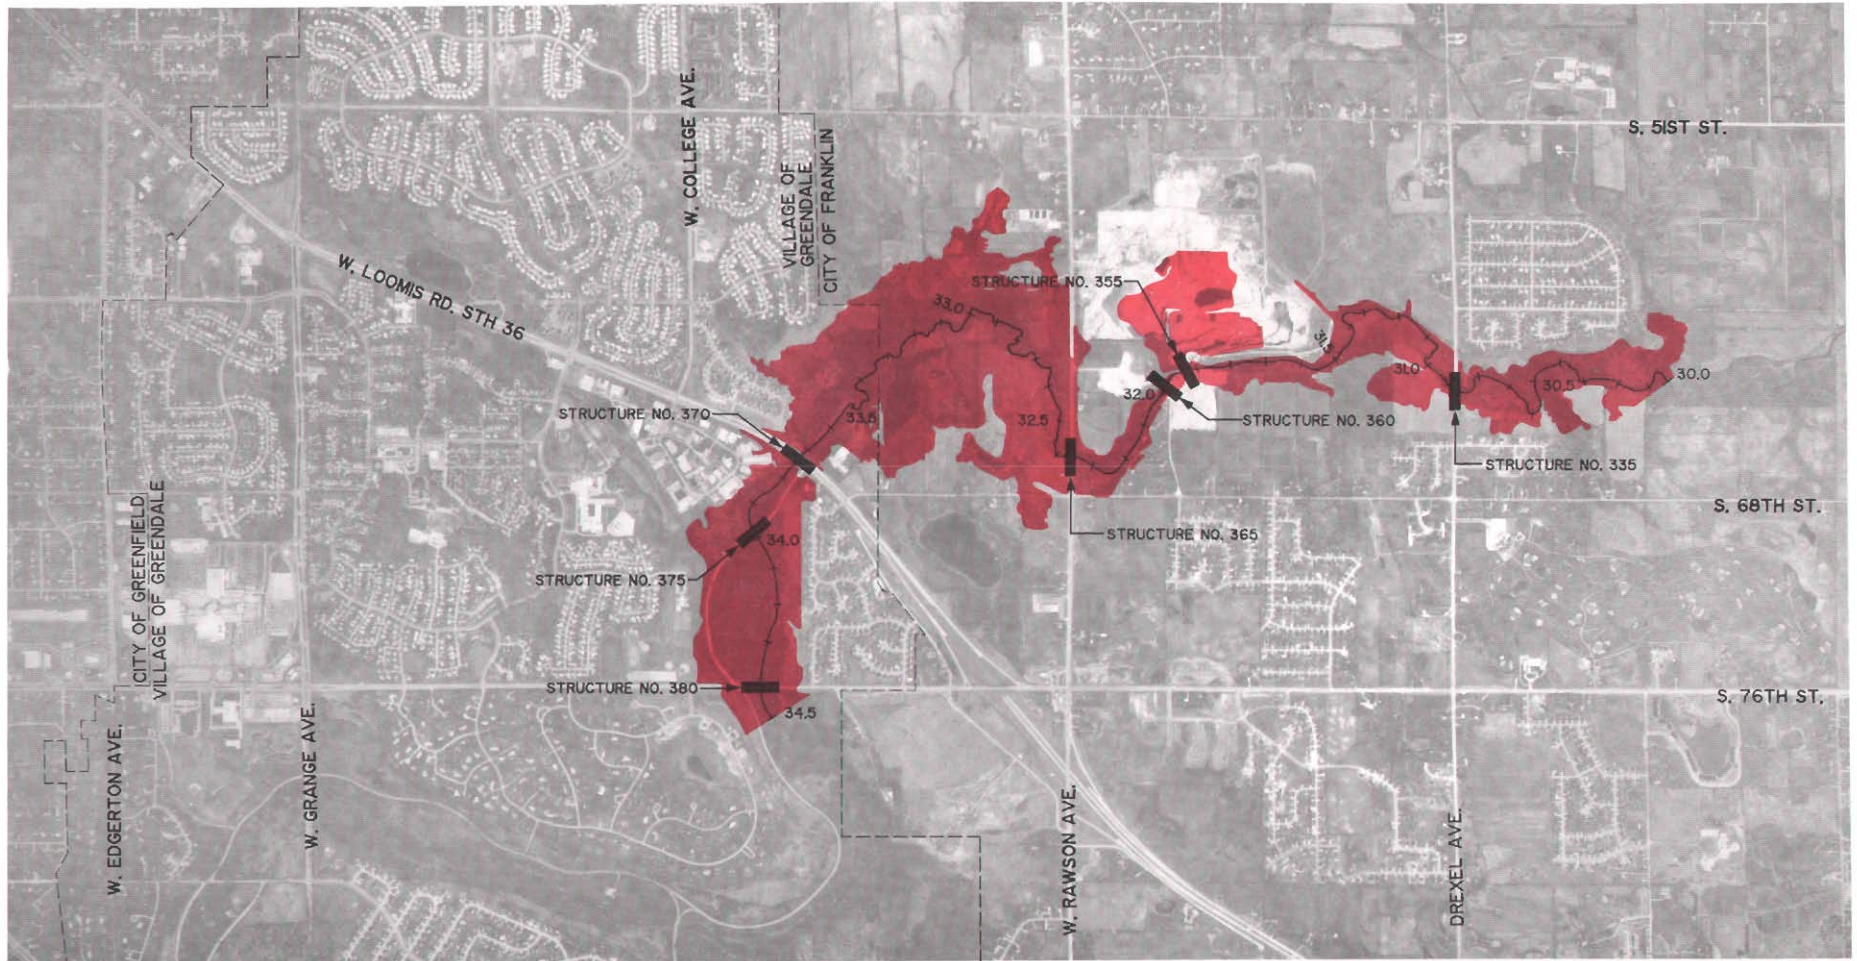 S. 51ST ST.
W. COLLEGE AVE.
VILLAGE OF
GREENDALE
CITY OF FRANKLIN
W. LOOMIS RD. STH 36
STRUCTURE NO. 355
33.0
31.5
31.0
30.5
30.0
32.0
STRUCTURE NO. 370
33.5
32.5
STRUCTURE NO. 360
STRUCTURE NO. 335
S. 68TH ST.
STRUCTURE NO. 365
34.0
STRUCTURE NO. 375
CITY OF GREENFIELD
VILLAGE OF GREENDALE
STRUCTURE NO. 380
34.5
S. 76TH ST.
W. EDGERTON AVE.
W. GRANGE AVE.
W. RAWSON AVE.
DREXEL AVE.